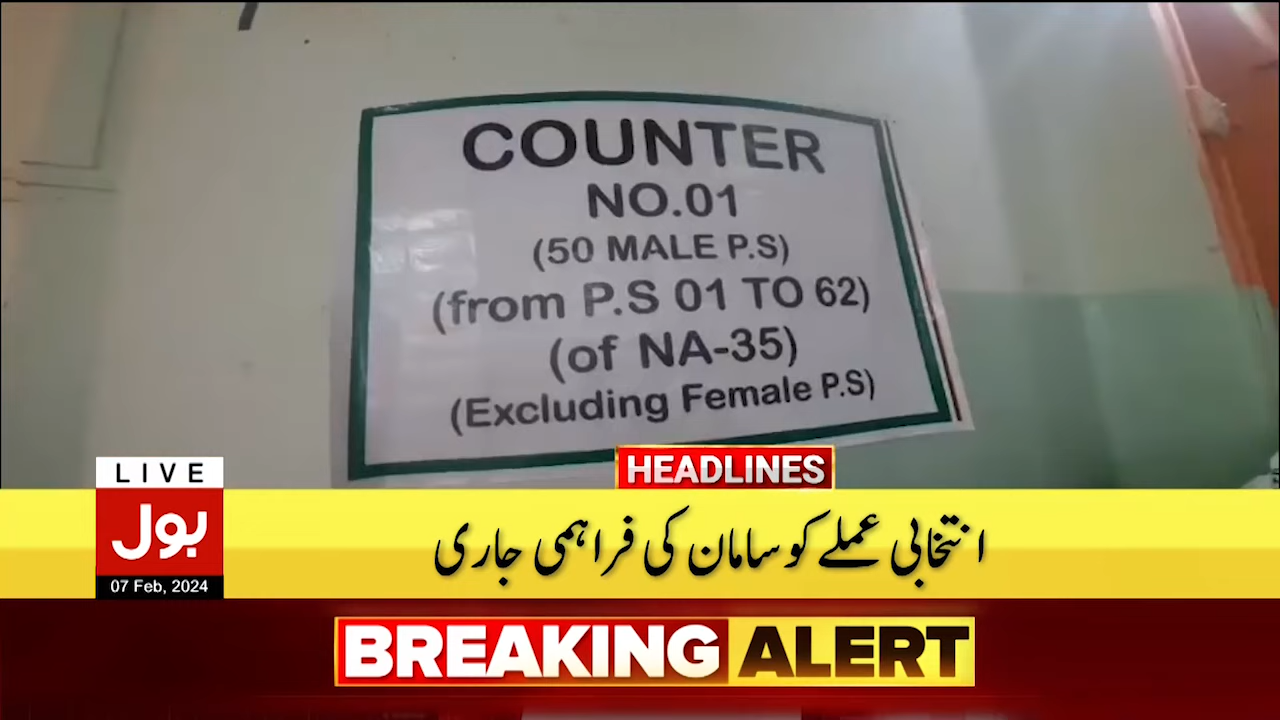 COUNTER
NO.01
(50 MALE P.S)
(from P.S 01 TO 62)
(of NA-35)
(Excluding Female P.S)
HEADLINES
LIVE
بول
07 Feb, 2024
انتخابی عملے کو سامان کی فراہمی جاری
BREAKING ALERT